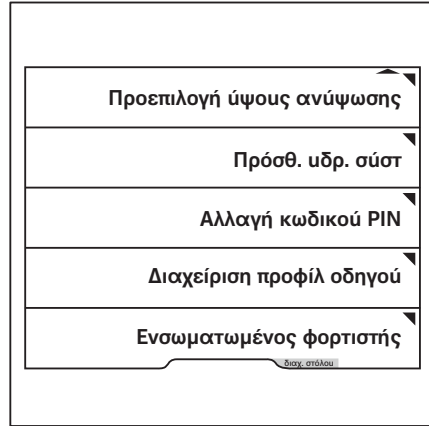 Προεπιλογή ύψους ανύψωσης
Πρόσθ. υδρ. σύστ
Αλλαγή κωδικού PIN
Διαχείριση προφίλ οδηγού
Ενσωματωμένος φορτιστής
διαχ. στόλου